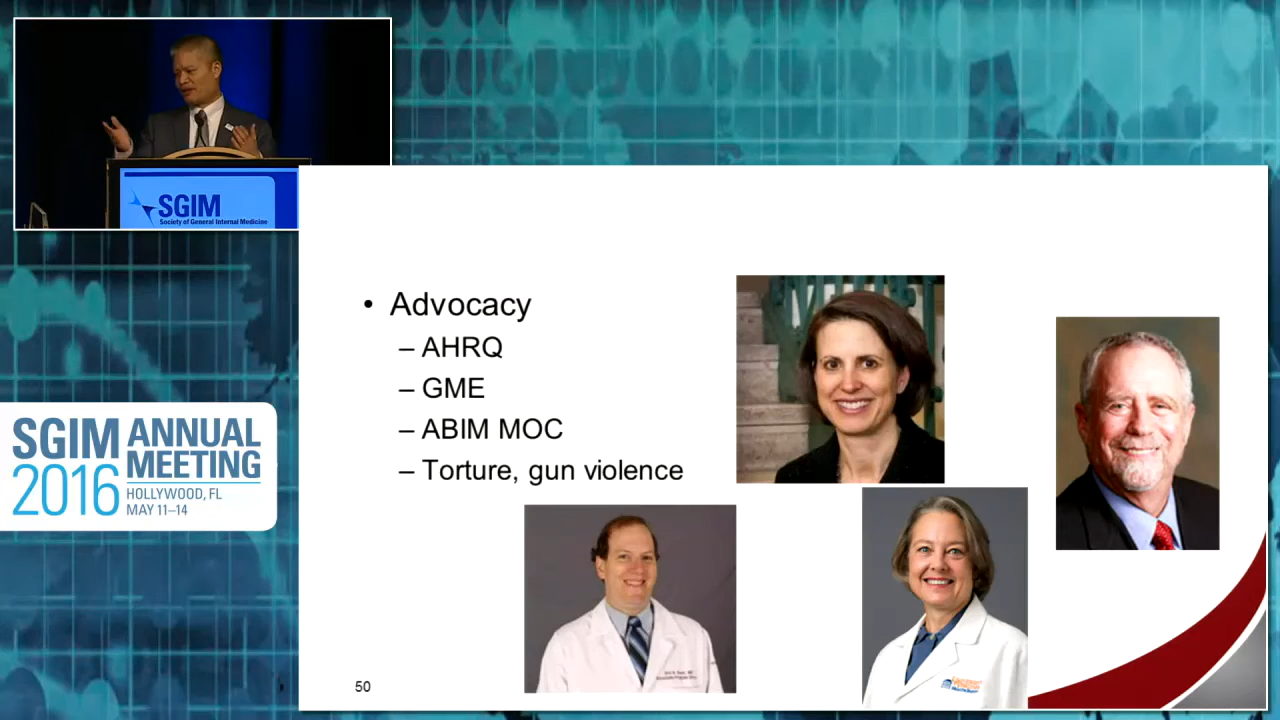 SGIM
Society of General Internal Medicine
• Advocacy
– AHRQ
– GME
– ABIM MOC
– Torture, gun violence
SGIM ANNUAL
2016 MEETING
HOLLYWOOD, FL
MAY 11–14
50